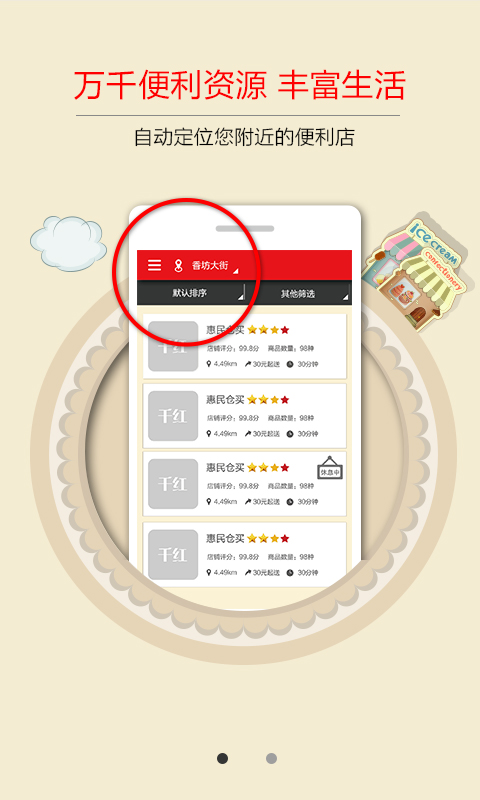 万千便利资源 丰富生活
自动定位您附近的便利店
ice cream
confectionery
香坊大街
默认排序 其他筛选
千红
惠民仓买
店铺评分：99.8分 商品数量：98种
4.49km 30元起送 30分钟
千红
惠民仓买
店铺评分：99.8分 商品数量：98种
4.49km 30元起送 30分钟
千红
惠民仓买
休息中
店铺评分：99.8分 商品数量：98种
4.49km 30元起送 30分钟
千红
惠民仓买
店铺评分：99.8分 商品数量：98种
4.49km 30元起送 30分钟